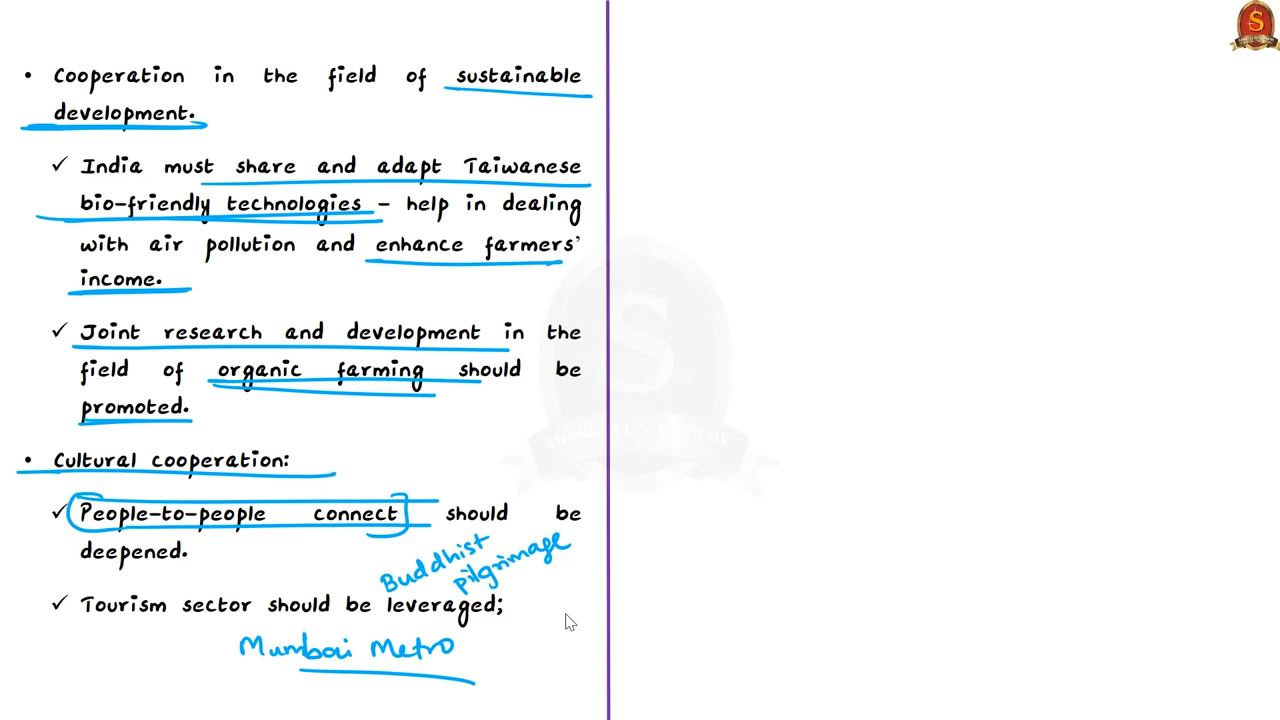 • Cooperation in the field of sustainable
development.
✓ India must share and adapt Taiwanese
bio-friendly technologies - help in dealing
with air pollution and enhance farmers'
income.
✓ Joint research and development in the
field of organic farming should be
promoted.
• Cultural cooperation:
✓ People-to-people connect should be
deepened.
Buddhist
pilgrimage
✓ Tourism sector should be leveraged;
Mumbai Metro
S
S